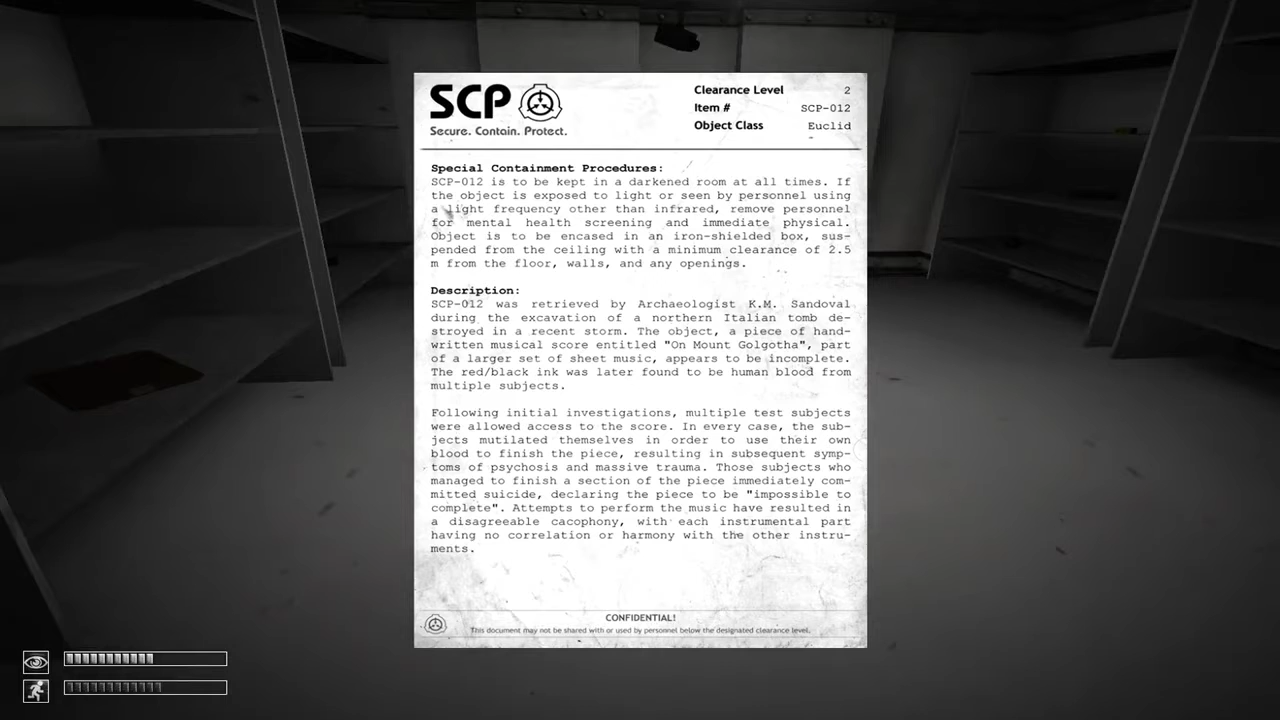 SCP
Secure. Contain. Protect.
Clearance Level 2
Item # SCP-012
Object Class Euclid
Special Containment Procedures:
SCP-012 is to be kept in a darkened room at all times. If
the object is exposed to light or seen by personnel using
a light frequency other than infrared, remove personnel
for mental health screening and immediate physical.
Object is to be encased in an iron-shielded box, sus-
pended from the ceiling with a minimum clearance of 2.5
m from the floor, walls, and any openings.
Description:
SCP-012 was retrieved by Archaeologist K.M. Sandoval
during the excavation of a northern Italian tomb de-
stroyed in a recent storm. The object, a piece of hand-
written musical score entitled "On Mount Golgotha", part
of a larger set of sheet music, appears to be incomplete.
The red/black ink was later found to be human blood from
multiple subjects.
Following initial investigations, multiple test subjects
were allowed access to the score. In every case, the sub-
jects mutilated themselves in order to use their own
blood to finish the piece, resulting in subsequent symp-
toms of psychosis and massive trauma. Those subjects who
managed to finish a section of the piece immediately com-
mitted suicide, declaring the piece to be "impossible to
complete". Attempts to perform the music have resulted in
a disagreeable cacophony, with each instrumental part
having no correlation or harmony with the other instru-
ments.
CONFIDENTIAL!
This document may not be shared with or used by personnel below the designated clearance level.